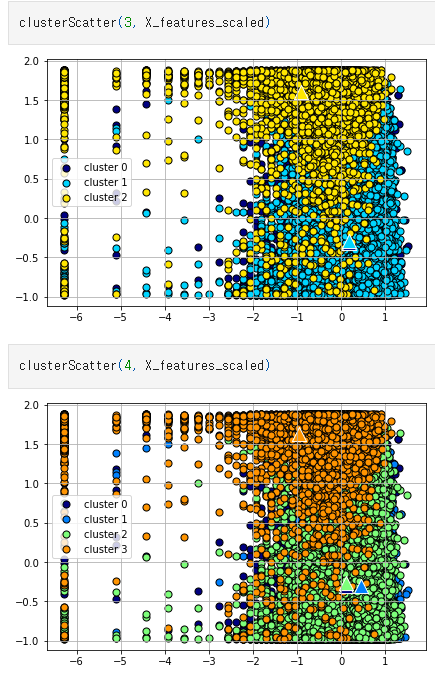 clusterScatter(3, X_features_scaled)
2.0
1.5
1.0
0.5
0.0
−0.5
−1.0
cluster 0
cluster 1
cluster 2
−6 −5 −4 −3 −2 −1 0 1
clusterScatter(4, X_features_scaled)
2.0
1.5
1.0
0.5
0.0
−0.5
−1.0
cluster 0
cluster 1
cluster 2
cluster 3
−6 −5 −4 −3 −2 −1 0 1